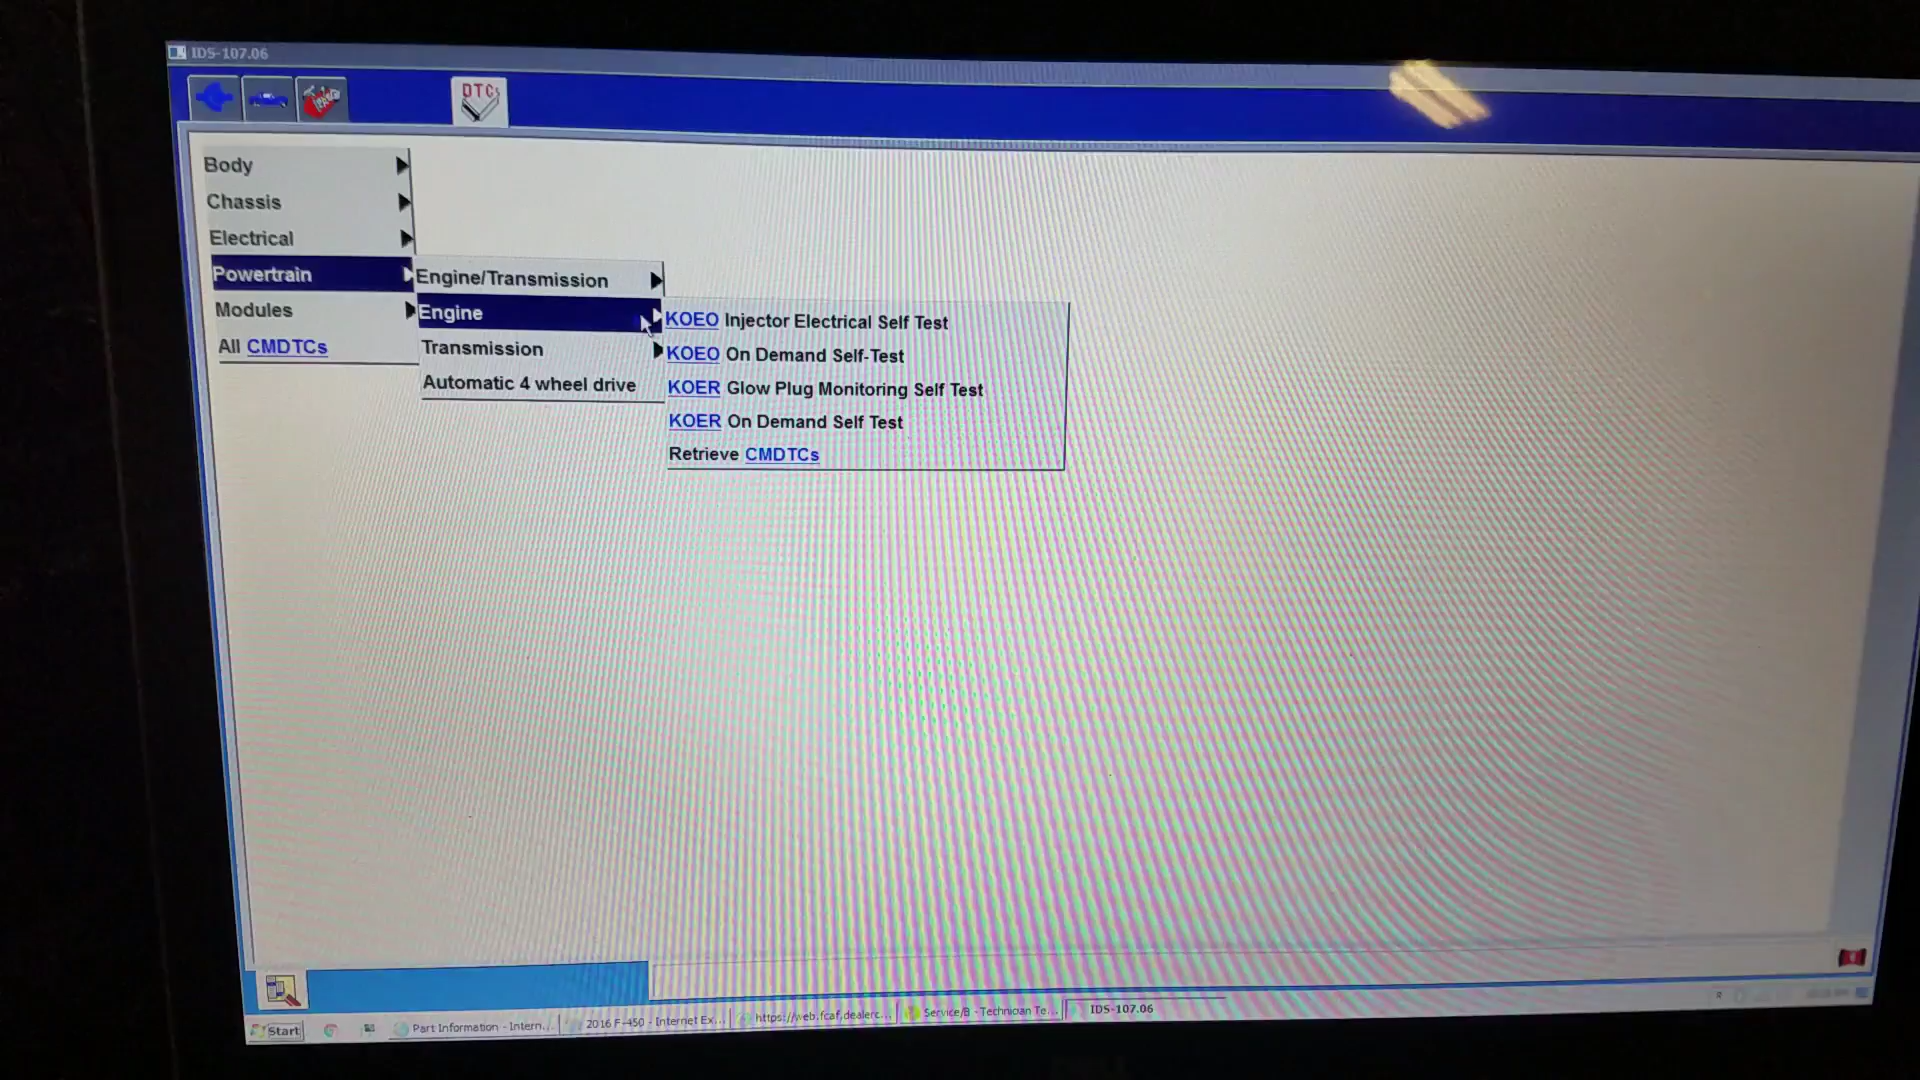 IDS-107.06
DTCs
Body
Chassis
Electrical
Powertrain
Modules
All CMDTCs
Engine/Transmission
Engine
Transmission
Automatic 4 wheel drive
KOEO Injector Electrical Self Test
KOEO On Demand Self-Test
KOER Glow Plug Monitoring Self Test
KOER On Demand Self Test
Retrieve CMDTCs
Start
Part Information - Intern...
2016 F-450 - Internet Ex...
https://web.fcaf.dealerc...
Service/B - Technician Te...
IDS-107.06